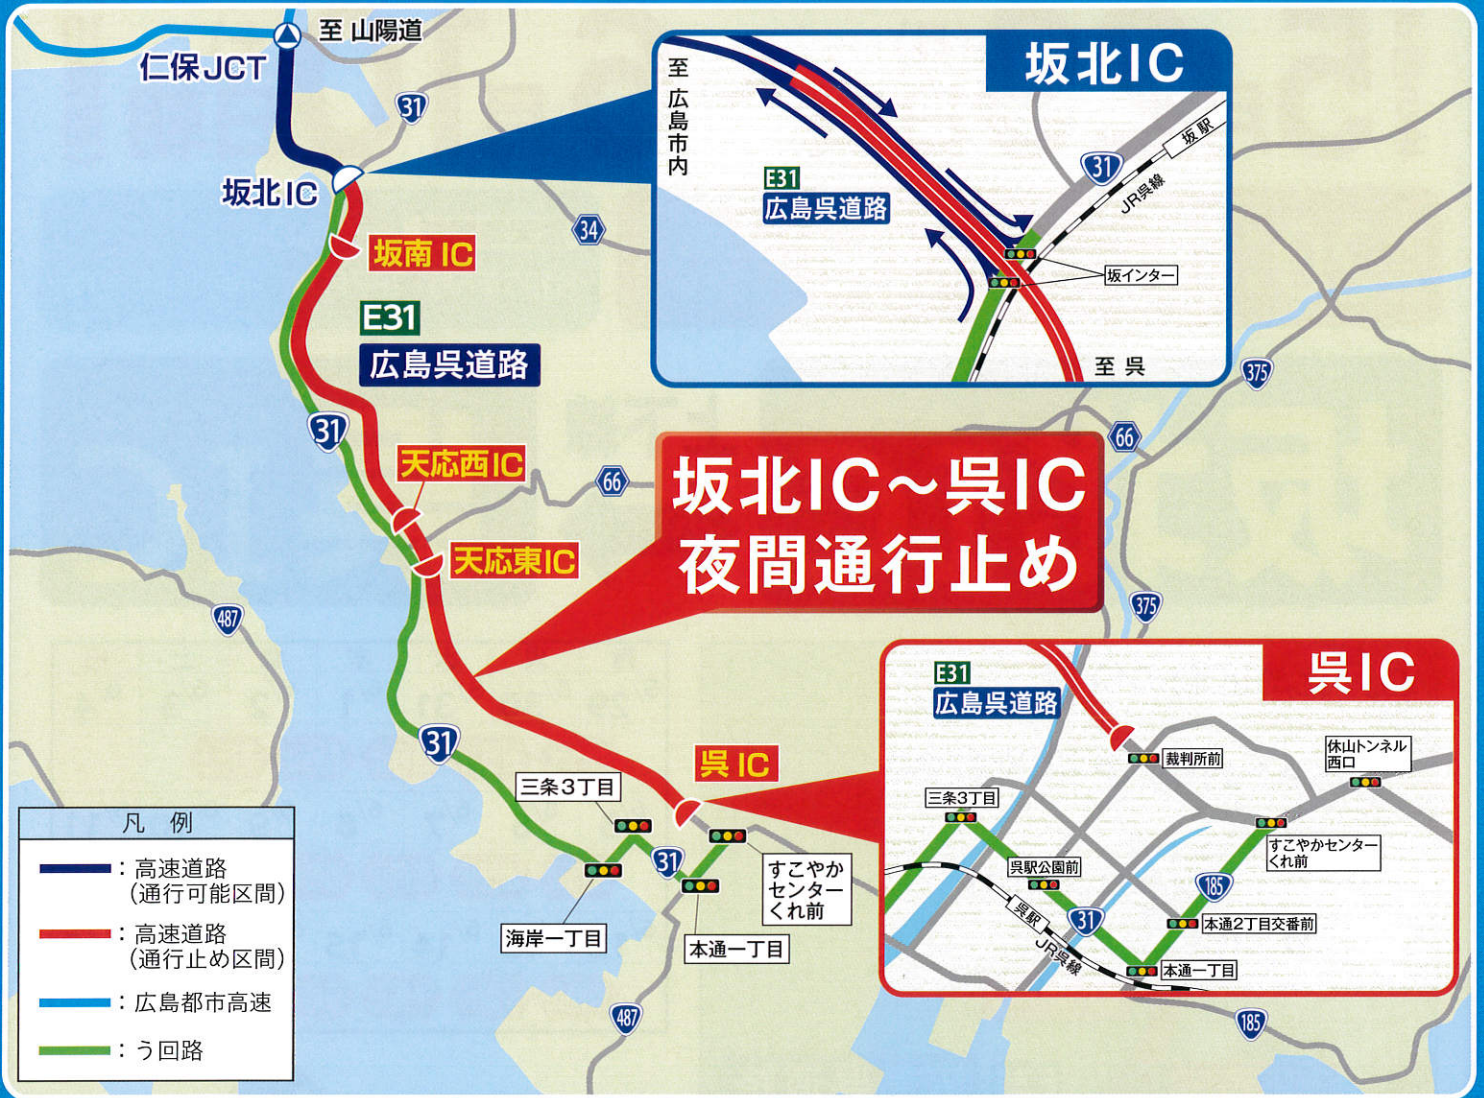 至 山陽道
仁保JCT
31
坂北IC
坂南IC
34
E31
広島呉道路
31
天応西IC
66
天応東IC
487
31
坂北IC～呉IC
夜間通行止め
375
66
375
呉IC
三条3丁目
31
海岸一丁目
本通一丁目
すこやか
センター
くれ前
487
185
坂北IC
至 広島市内
E31
広島呉道路
31
坂駅
JR呉線
坂インター
至 呉
呉IC
E31
広島呉道路
裁判所前
休山トンネル
西口
三条3丁目
呉駅公園前
すこやかセンター
くれ前
185
呉駅
31
本通2丁目交番前
JR呉線
本通一丁目
凡 例
：高速道路
(通行可能区間)
：高速道路
(通行止め区間)
：広島都市高速
：う回路